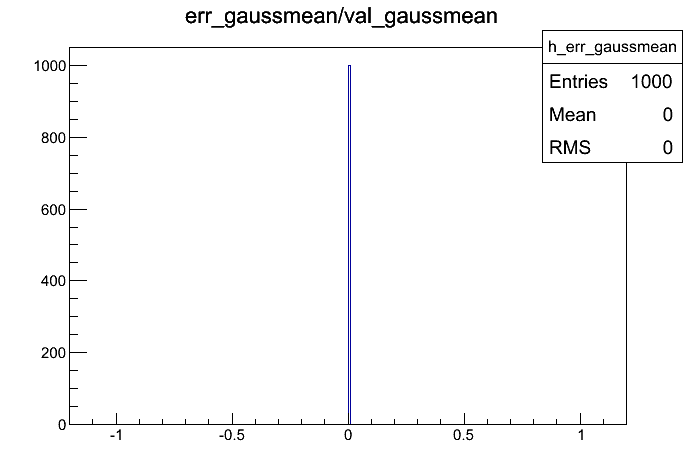 err_gaussmean/val_gaussmean
h_err_gaussmean
Entries 1000
Mean 0
RMS 0
1000
800
600
400
200
0
-1 -0.5 0 0.5 1